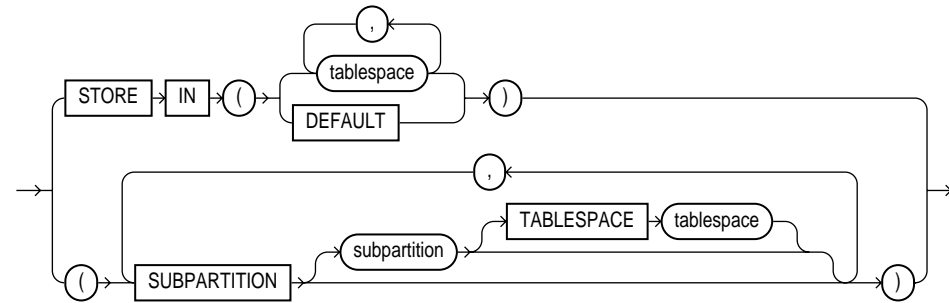 ,
tablespace
STORE IN ( )
DEFAULT
,
TABLESPACE tablespace
subpartition
( SUBPARTITION )